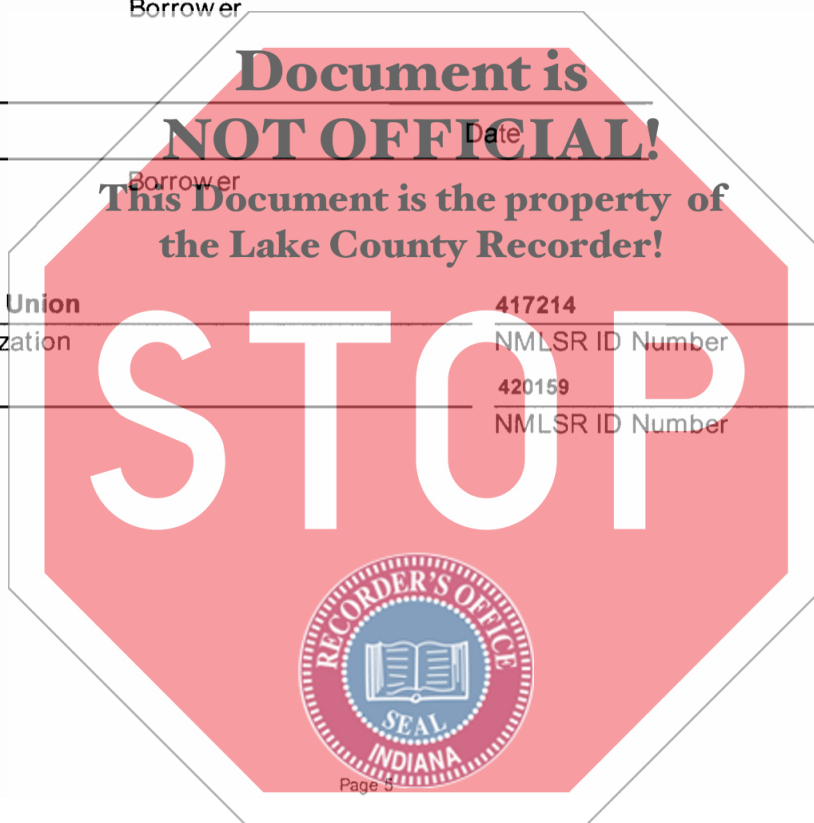 Borrower
Document is
NOT OFFICIAL!
Date
Borrower
This Document is the property of
the Lake County Recorder!
Union 417214
zation NMLSR ID Number
420159
NMLSR ID Number
STOP
RECORDER'S OFFICE
SEAL
INDIANA
Page 5